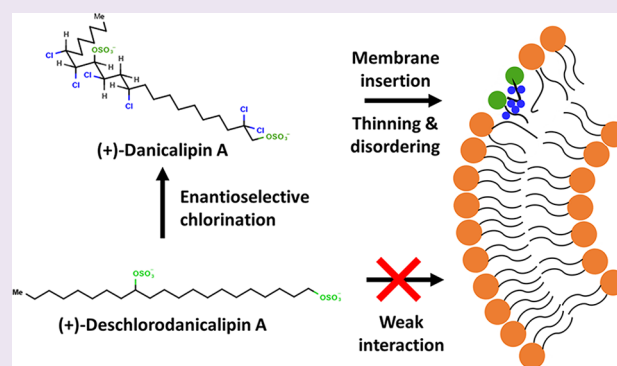 Me
H
Cl
OSO₃⁻
H
H
H
Cl
Cl
H
H
H
Cl
Cl
Cl
OSO₃⁻
(+)-Danicalipin A
Membrane
insertion
Thinning &
disordering
Enantioselective
chlorination
OSO₃⁻
Me
OSO₃⁻
(+)-Deschlorodanicalipin A
Weak
interaction